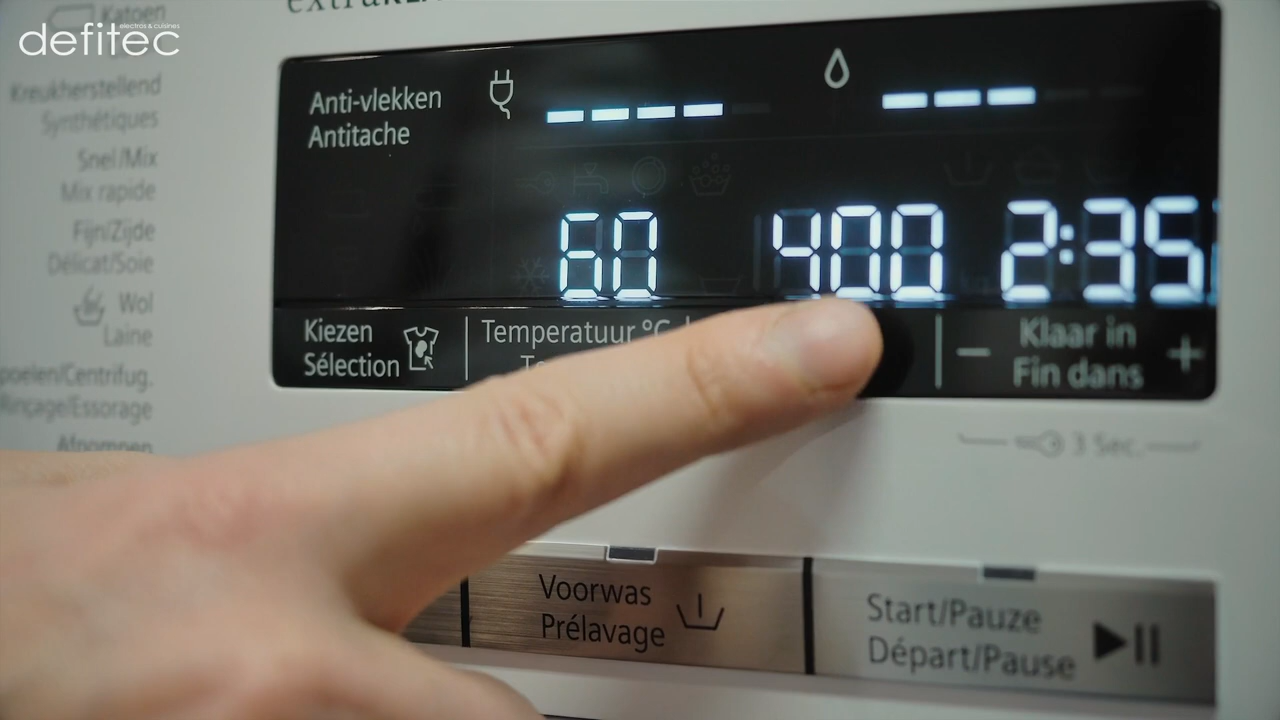 defitec
electros & cuisines
Katoen
Kreukherstellend
Synthétiques
Snel/Mix
Mix rapide
Fijn/Zijde
Délicat/Soie
Wol
Laine
poelen/Centrifug.
Rinçage/Essorage
Afpompen
Anti-vlekken
Antitache
60 400 2:35
Kiezen
Sélection
Temperatuur °C
Klaar in
Fin dans
3 Sec.
Voorwas
Prélavage
Start/Pauze
Départ/Pause